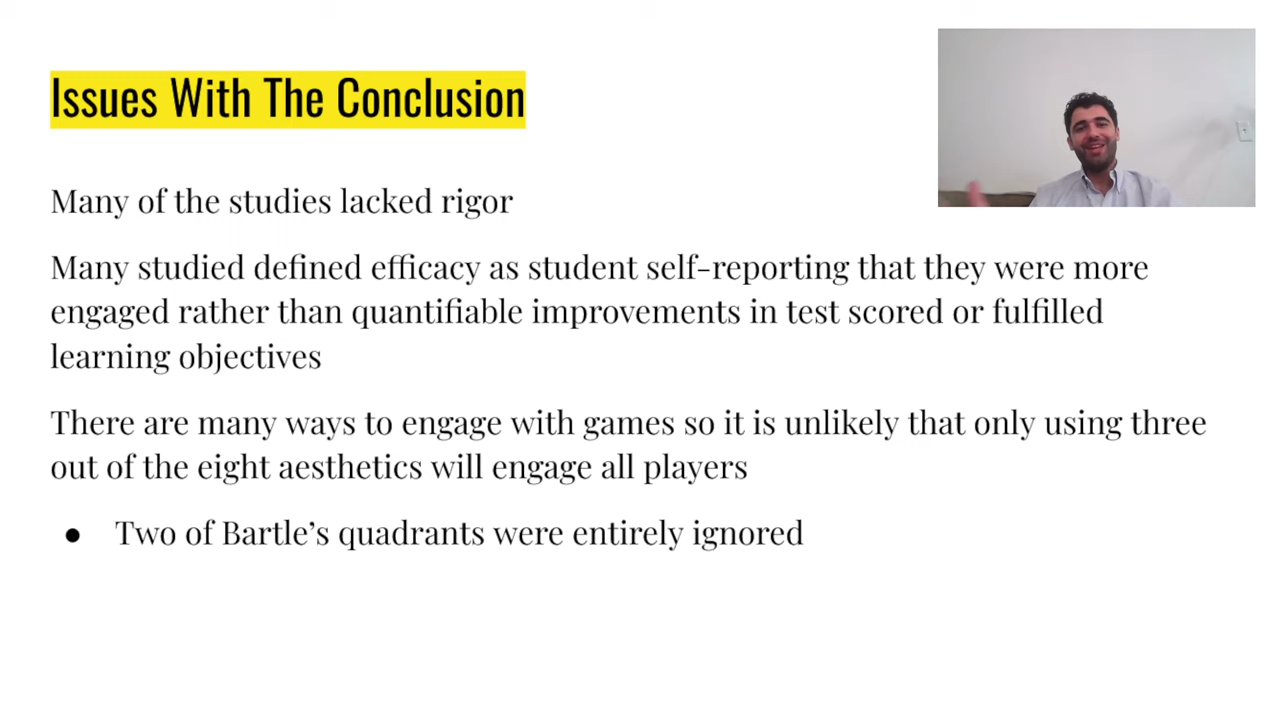 Issues With The Conclusion
Many of the studies lacked rigor
Many studied defined efficacy as student self-reporting that they were more
engaged rather than quantifiable improvements in test scored or fulfilled
learning objectives
There are many ways to engage with games so it is unlikely that only using three
out of the eight aesthetics will engage all players
● Two of Bartle’s quadrants were entirely ignored